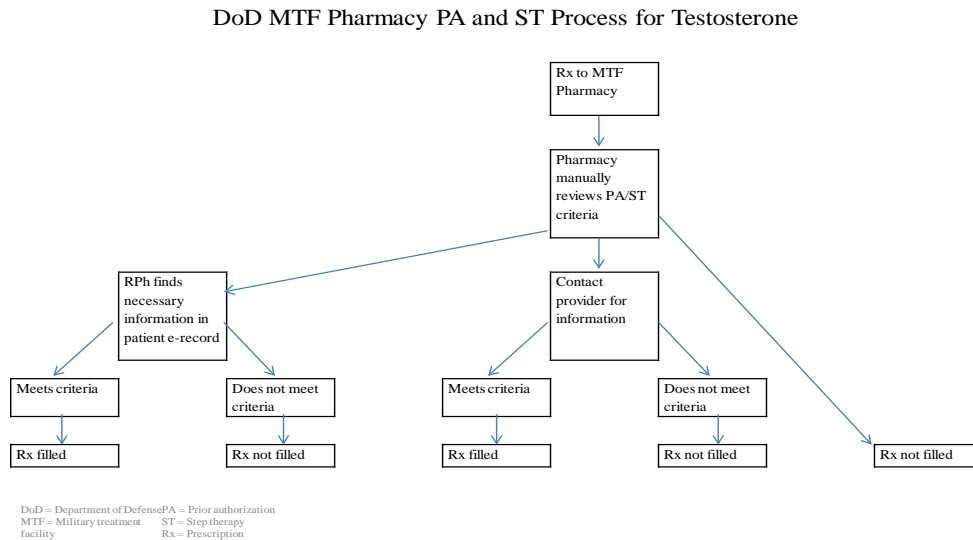 DoD MTF Pharmacy PA and ST Process for Testosterone
Rx to MTF
Pharmacy
Pharmacy
manually
reviews PA/ST
criteria
RPh finds
necessary
information in
patient e-record
Contact
provider for
information
Meets criteria
Does not meet
criteria
Meets criteria
Does not meet
criteria
Rx filled
Rx not filled
Rx filled
Rx not filled
Rx not filled
DoD = Department of Defense
MTF = Military treatment
facility
PA = Prior authorization
ST = Step therapy
Rx = Prescription